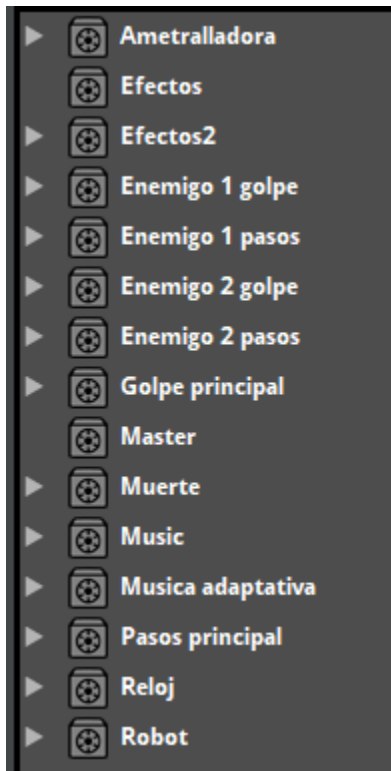 Ametralladora
Efectos
Efectos2
Enemigo 1 golpe
Enemigo 1 pasos
Enemigo 2 golpe
Enemigo 2 pasos
Golpe principal
Master
Muerte
Music
Musica adaptativa
Pasos principal
Reloj
Robot